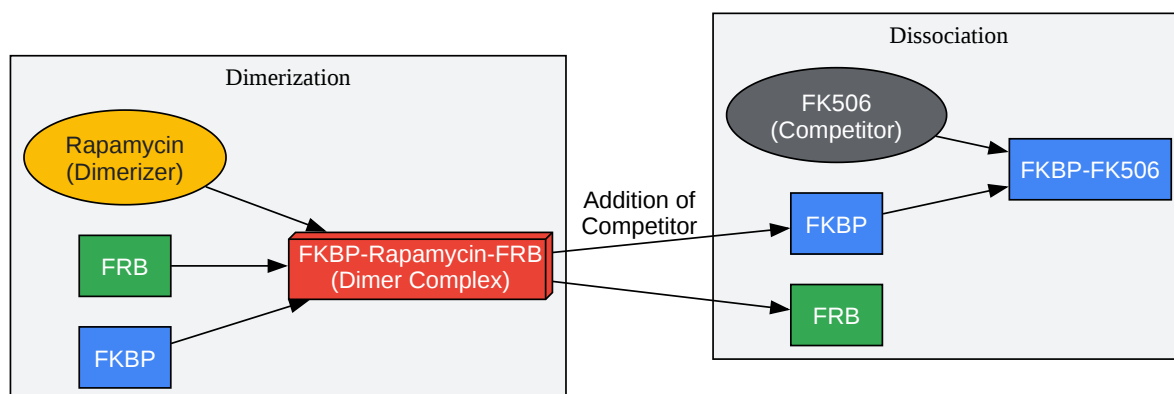 Dimerization
Rapamycin
(Dimerizer)
FRB
FKBP
FKBP-Rapamycin-FRB
(Dimer Complex)
Addition of
Competitor
Dissociation
FK506
(Competitor)
FKBP
FRB
FKBP-FK506